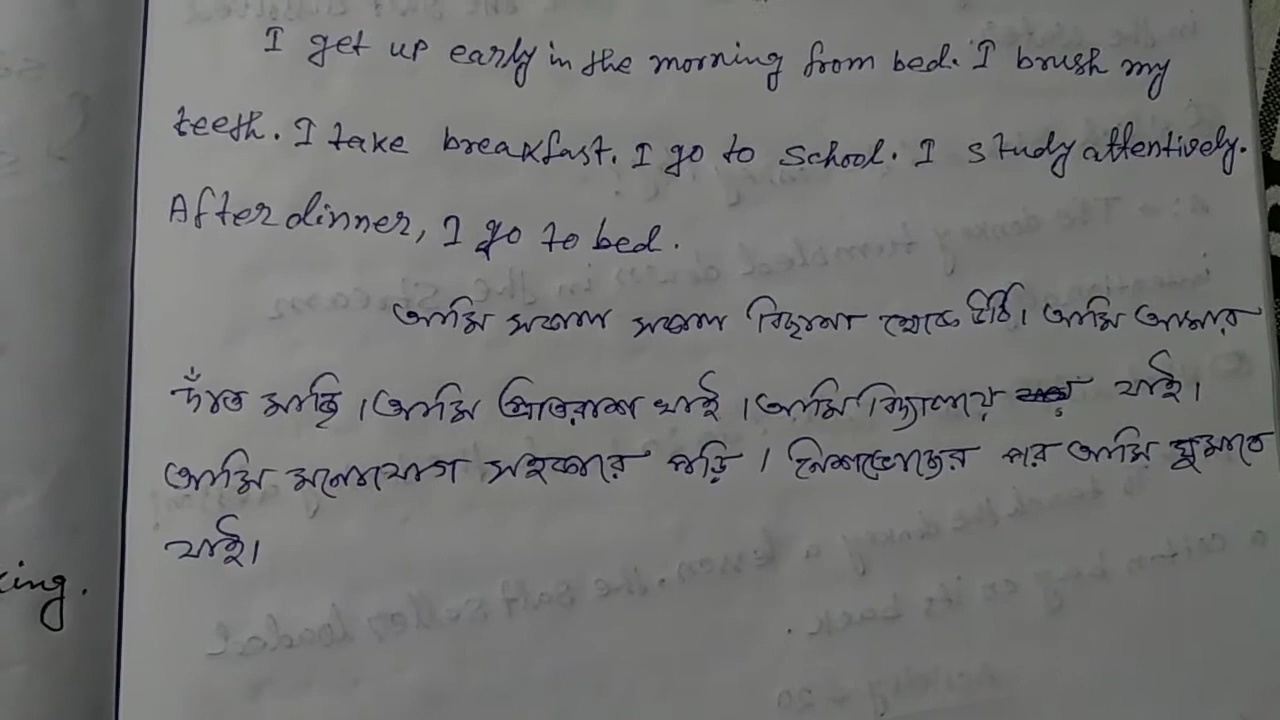 I get up early in the morning from bed. I brush my
teeth. I take breakfast. I go to school. I study attentively.
After dinner, I go to bed.
আমি সকাল সকাল বিছানা থেকে উঠি। আমি আমার
দাঁত মাজি। আমি প্রাতরাশ খাই। আমি বিদ্যালয়ে যাই।
আমি মনোযোগ সহকারে পড়ি। নৈশভোজের পর আমি ঘুমাতে
যাই।
king.